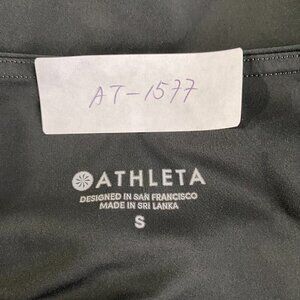 AT-1577
ATHLETA
DESIGNED IN SAN FRANCISCO
MADE IN SRI LANKA
S